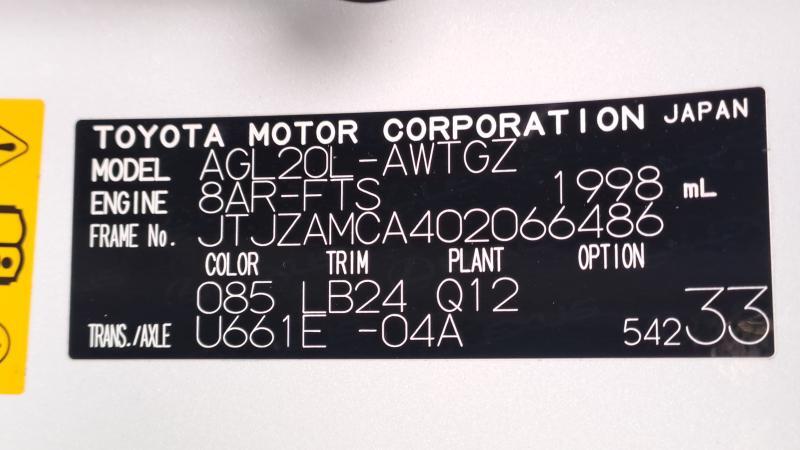 TOYOTA MOTOR CORPORATION JAPAN
MODEL AGL20L-AWTGZ
ENGINE 8AR-FTS 1998 mL
FRAME No. JTJZAMCA402066486
COLOR TRIM PLANT OPTION
085 LB24 Q12
TRANS./AXLE U661E -04A 54233